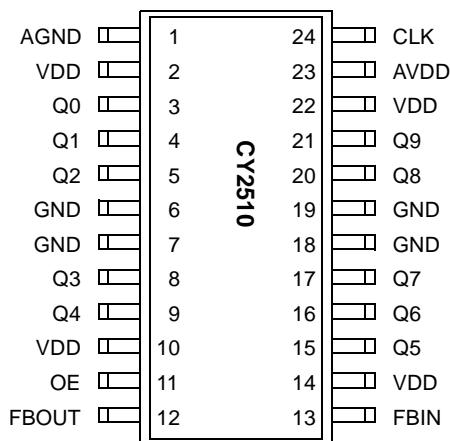 AGND 1 24 CLK
VDD 2 23 AVDD
Q0 3 22 VDD
Q1 4 21 Q9
Q2 5 20 Q8
GND 6 19 GND
GND 7 18 GND
Q3 8 17 Q7
Q4 9 16 Q6
VDD 10 15 Q5
OE 11 14 VDD
FBOUT 12 13 FBIN
CY2510